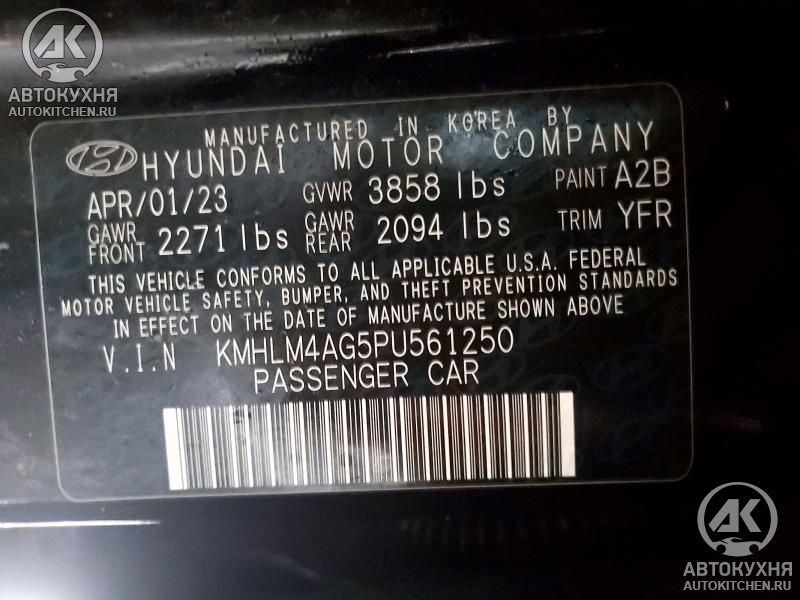 AK
АВТОКУХНЯ
AUTOKITCHEN.RU
MANUFACTURED IN KOREA BY
HYUNDAI MOTOR COMPANY
APR/01/23 GVWR 3858 lbs PAINT A2B
GAWR FRONT 2271 lbs GAWR REAR 2094 lbs TRIM YFR
THIS VEHICLE CONFORMS TO ALL APPLICABLE U.S.A. FEDERAL
MOTOR VEHICLE SAFETY, BUMPER, AND THEFT PREVENTION STANDARDS
IN EFFECT ON THE DATE OF MANUFACTURE SHOWN ABOVE
V.I.N KMHLM4AG5PU561250
PASSENGER CAR
AK
АВТОКУХНЯ
AUTOKITCHEN.RU